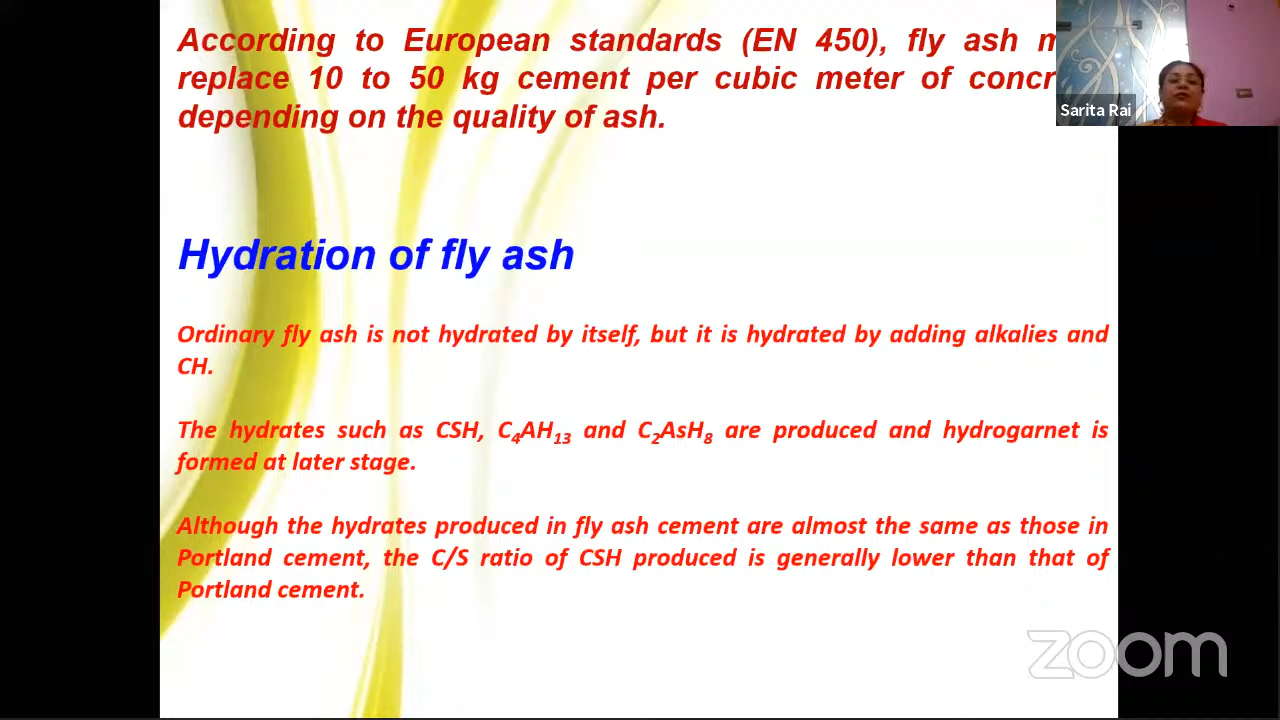 According to European standards (EN 450), fly ash
replace 10 to 50 kg cement per cubic meter of
depending on the quality of ash.
Sarita Rai
Hydration of fly ash
Ordinary fly ash is not hydrated by itself, but it is hydrated by adding alkalies and
CH.
The hydrates such as CSH, C₄AH₁₃ and C₂AsH₈ are produced and hydrogarnet is
formed at later stage.
Although the hydrates produced in fly ash cement are almost the same as those in
Portland cement, the C/S ratio of CSH produced is generally lower than that of
Portland cement.
zoom